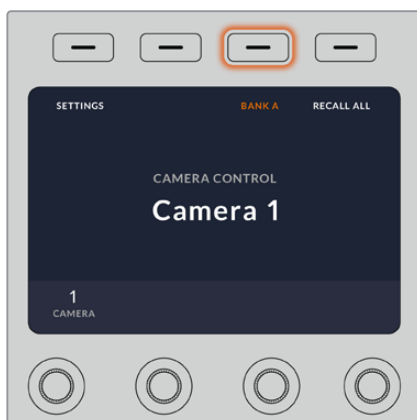 SETTINGS BANK A RECALL ALL
CAMERA CONTROL
Camera 1
1
CAMERA